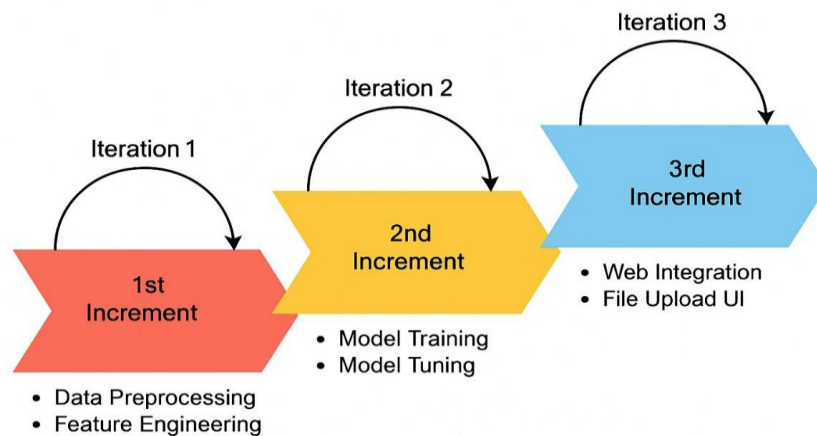 Iteration 1
1st
Increment
• Data Preprocessing
• Feature Engineering
Iteration 2
2nd
Increment
• Model Training
• Model Tuning
Iteration 3
3rd
Increment
• Web Integration
• File Upload UI